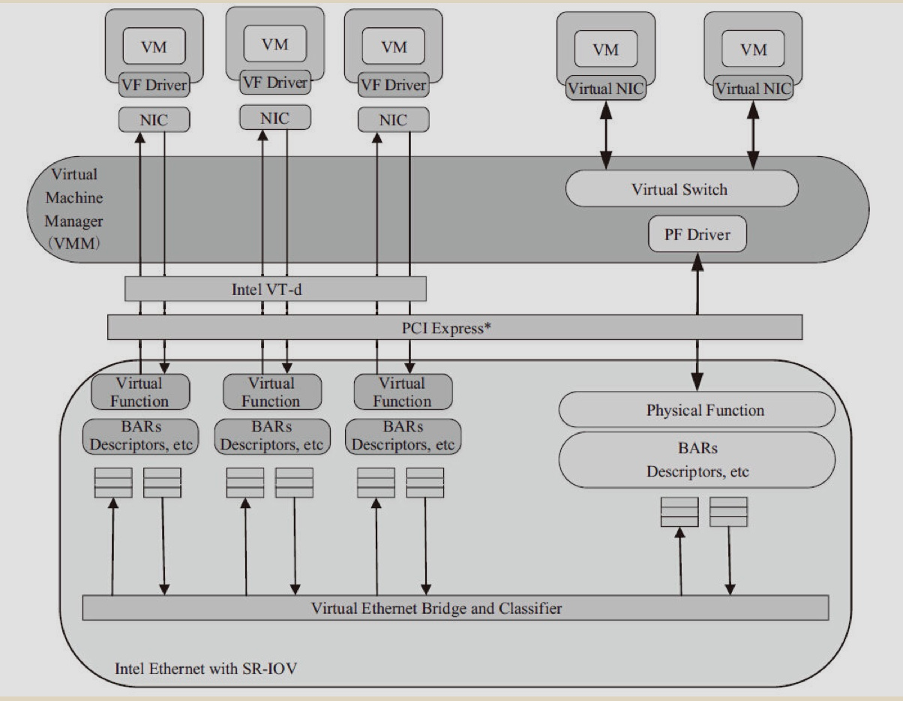 VM
VM
VM
VM
VM
VF Driver
VF Driver
VF Driver
Virtual NIC
Virtual NIC
NIC
NIC
NIC
Virtual
Machine
Manager
(VMM)
Virtual Switch
PF Driver
Intel VT-d
PCI Express*
Virtual
Function
Virtual
Function
Virtual
Function
Physical Function
BARs
Descriptors, etc
BARs
Descriptors, etc
BARs
Descriptors, etc
BARs
Descriptors, etc
Virtual Ethernet Bridge and Classifier
Intel Ethernet with SR-IOV